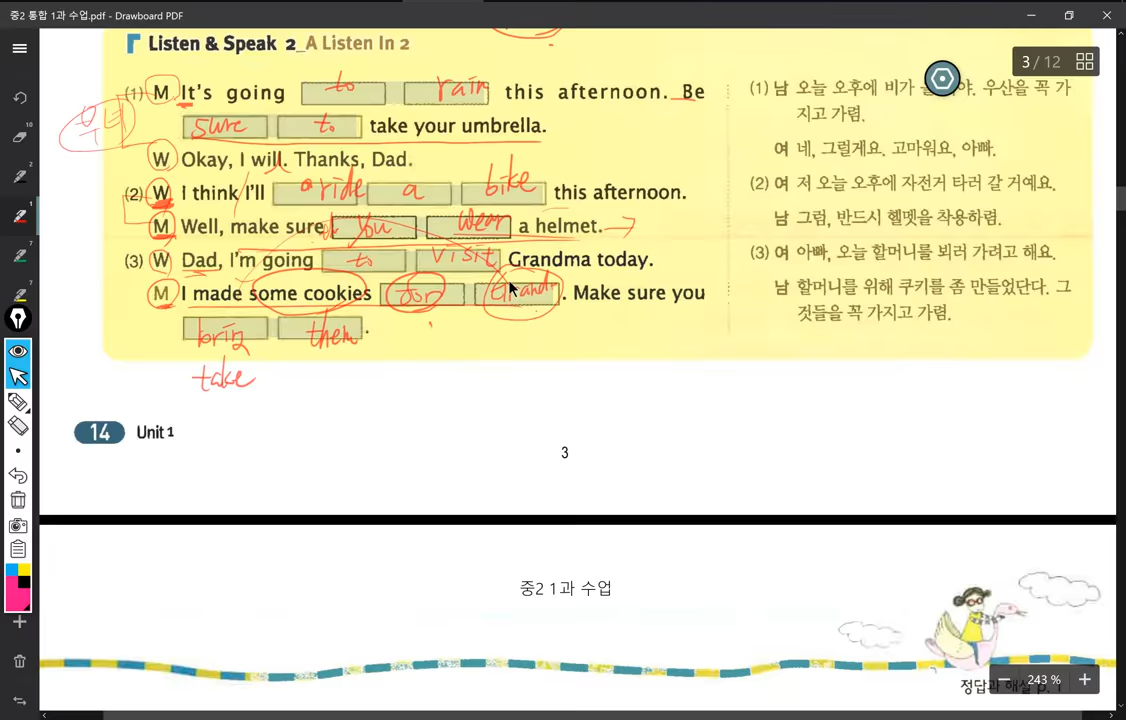 중2 통합 1과 수업.pdf - Drawboard PDF
3 / 12
Listen & Speak 2_A Listen In 2
(1) M It's going to rain this afternoon. Be
sure to take your umbrella.
W Okay, I will. Thanks, Dad.
(2) W I think I'll ride a bike this afternoon.
M Well, make sure you wear a helmet.
(3) W Dad, I'm going to visit Grandma today.
M I made some cookies for . Make sure you
bring them.
take
(1) 남 오늘 오후에 비가 우산을 꼭 가
지고 가렴.
여 네, 그럴게요. 고마워요, 아빠.
(2) 여 저 오늘 오후에 자전거 타러 갈 거예요.
남 그럼, 반드시 헬멧을 착용하렴.
(3) 여 아빠, 오늘 할머니를 뵈러 가려고 해요.
남 할머니를 위해 쿠키를 좀 만들었단다. 그
것들을 꼭 가지고 가렴.
14 Unit 1
3
중2 1과 수업
정답과 해설 p. 1
243 %